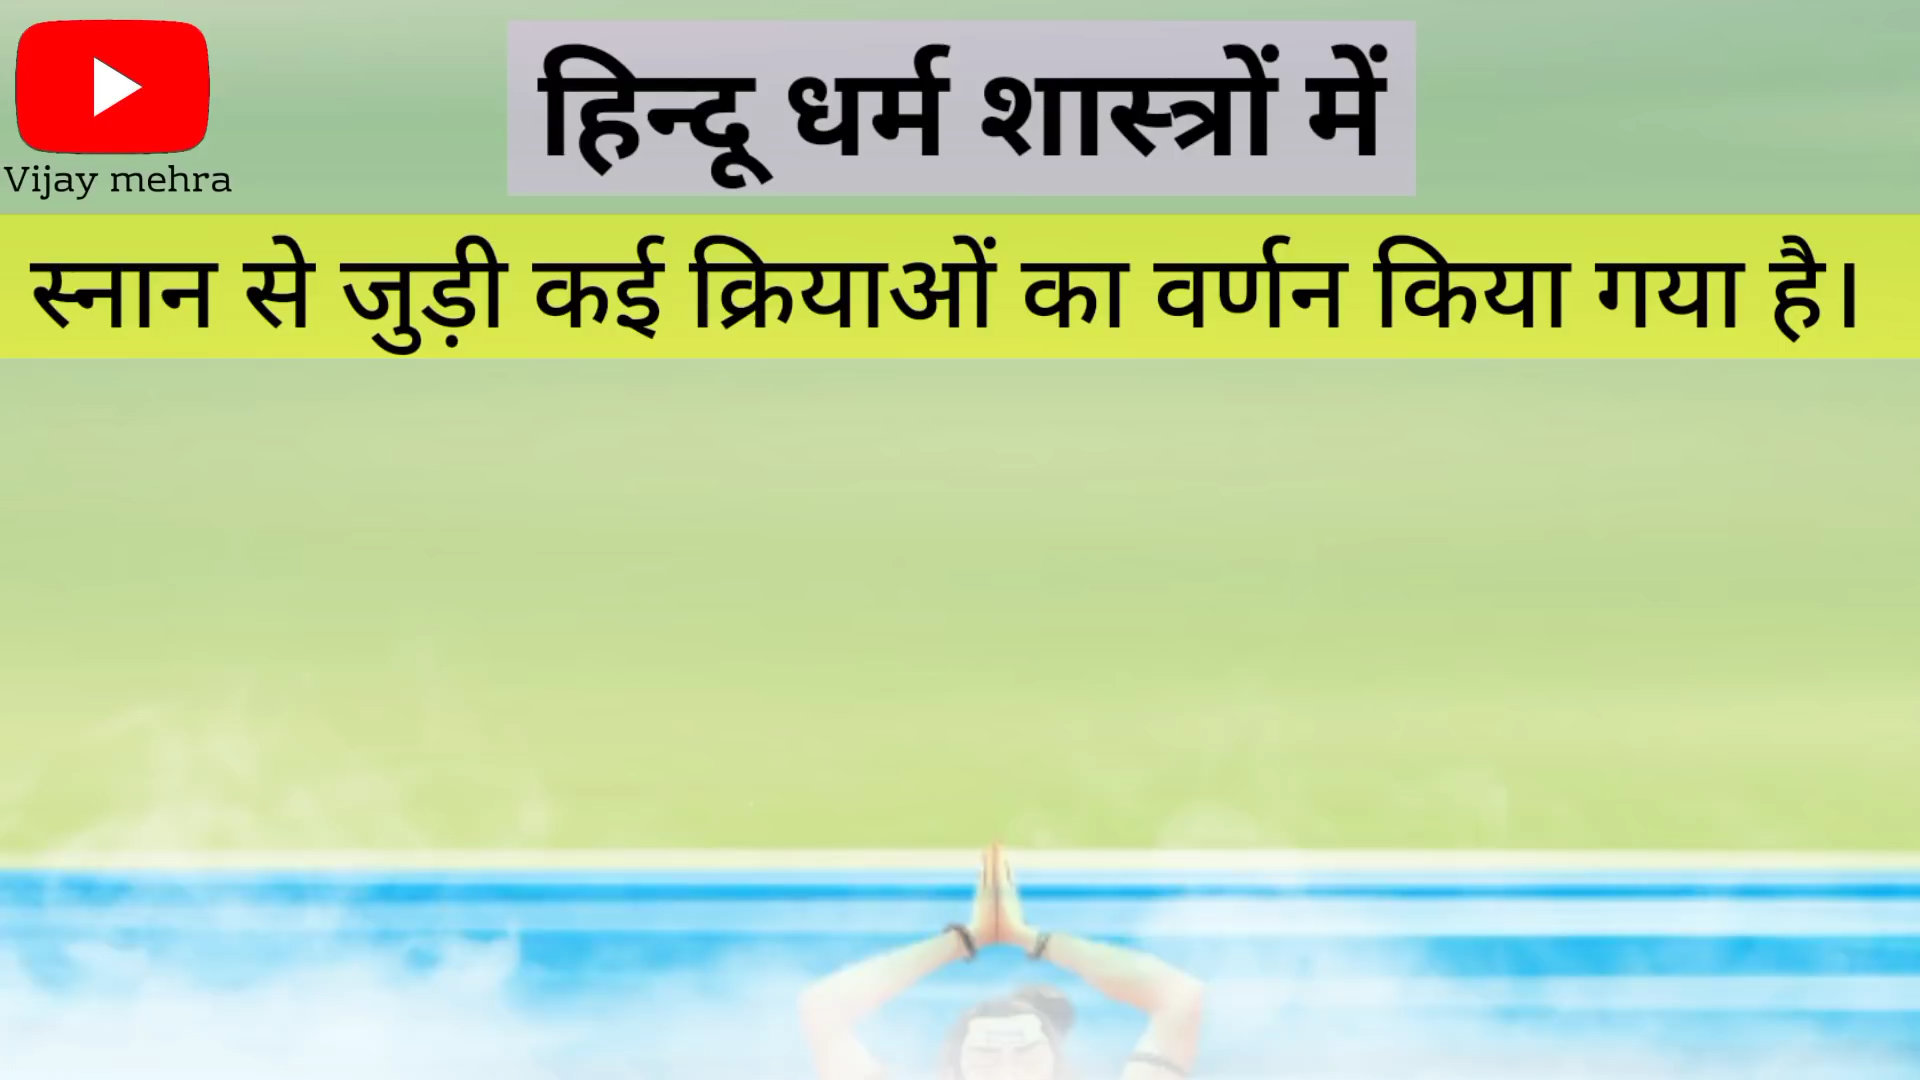 Vijay mehra
हिन्दू धर्म शास्त्रों में
स्नान से जुड़ी कई क्रियाओं का वर्णन किया गया है।